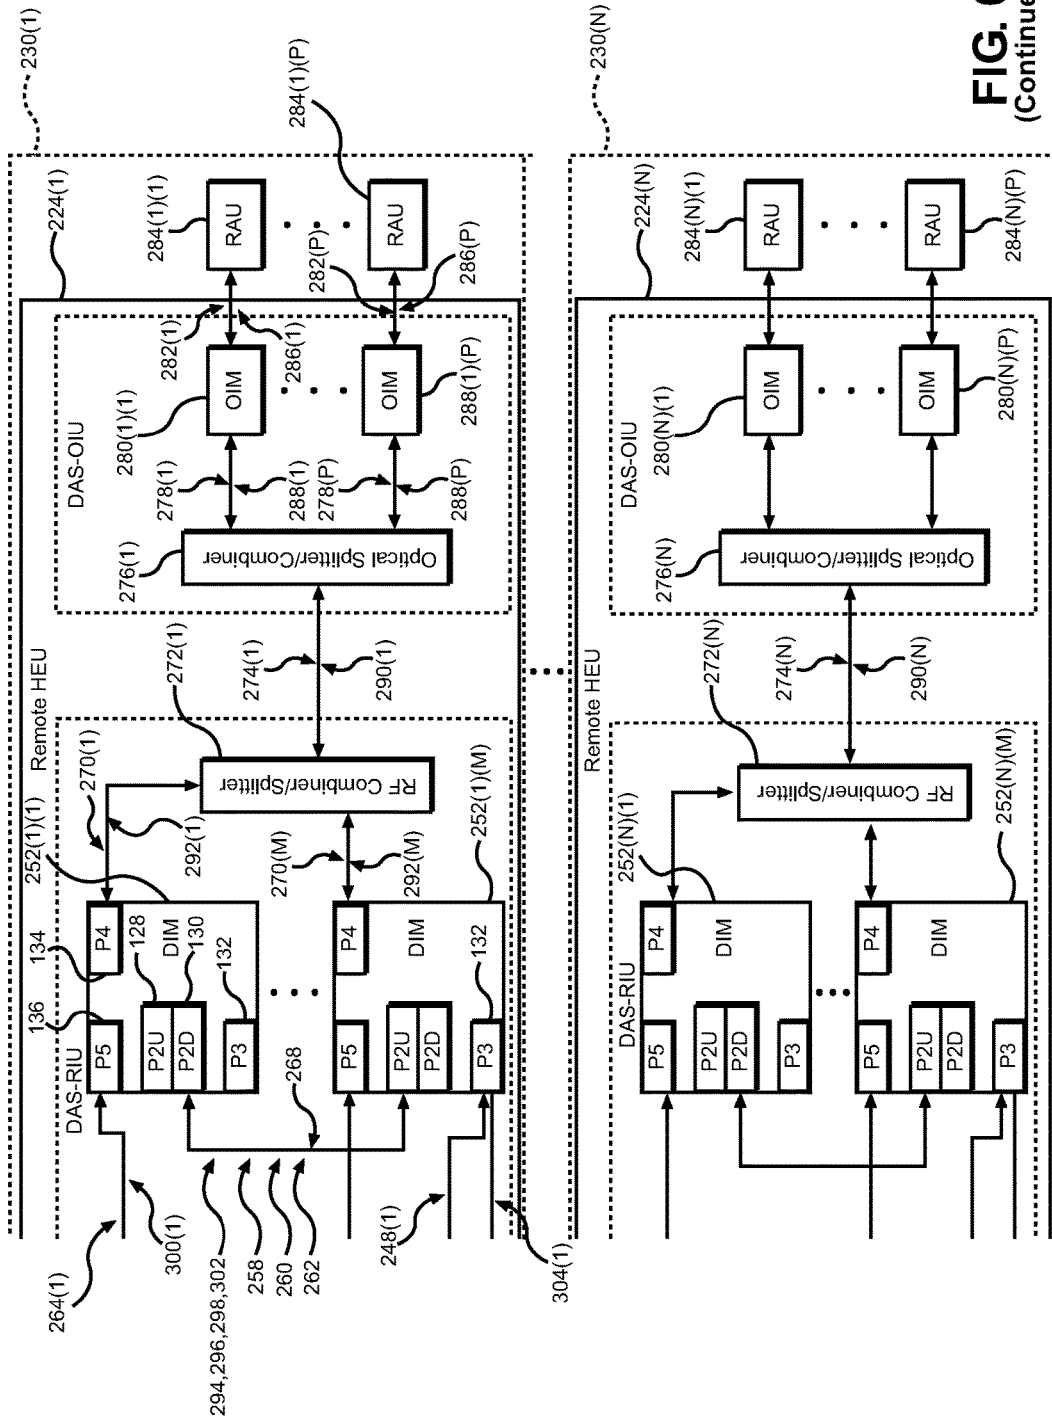 230(1)
224(1)
284(1)(1)
RAU
284(1)(P)
RAU
282(P)
286(P)
282(1)
286(1)
DAS-OIU
280(1)(1)
OIM
OIM
288(1)(P)
278(1)
288(1)
278(P)
288(P)
276(1)
Optical Splitter/Combiner
Remote HEU
274(1)
290(1)
272(1)
RF Combiner/Splitter
270(1)
292(1)
252(1)(1)
270(M)
292(M)
252(1)(M)
134
136
DAS-RIU
P5
P4
128
DIM
130
P2U
P2D
132
P3
P5
P4
DIM
P2U
P2D
132
P3
268
264(1)
300(1)
294,296,298,302
258
260
262
248(1)
304(1)
230(N)
224(N)
284(N)(1)
RAU
RAU
284(N)(P)
DAS-OIU
280(N)(1)
OIM
OIM
280(N)(P)
276(N)
Optical Splitter/Combiner
Remote HEU
274(N)
290(N)
272(N)
RF Combiner/Splitter
252(N)(1)
252(N)(M)
DAS-RIU
P5
P4
DIM
P2U
P2D
P3
P5
P4
DIM
P2U
P2D
P3
FIG.
(Continue